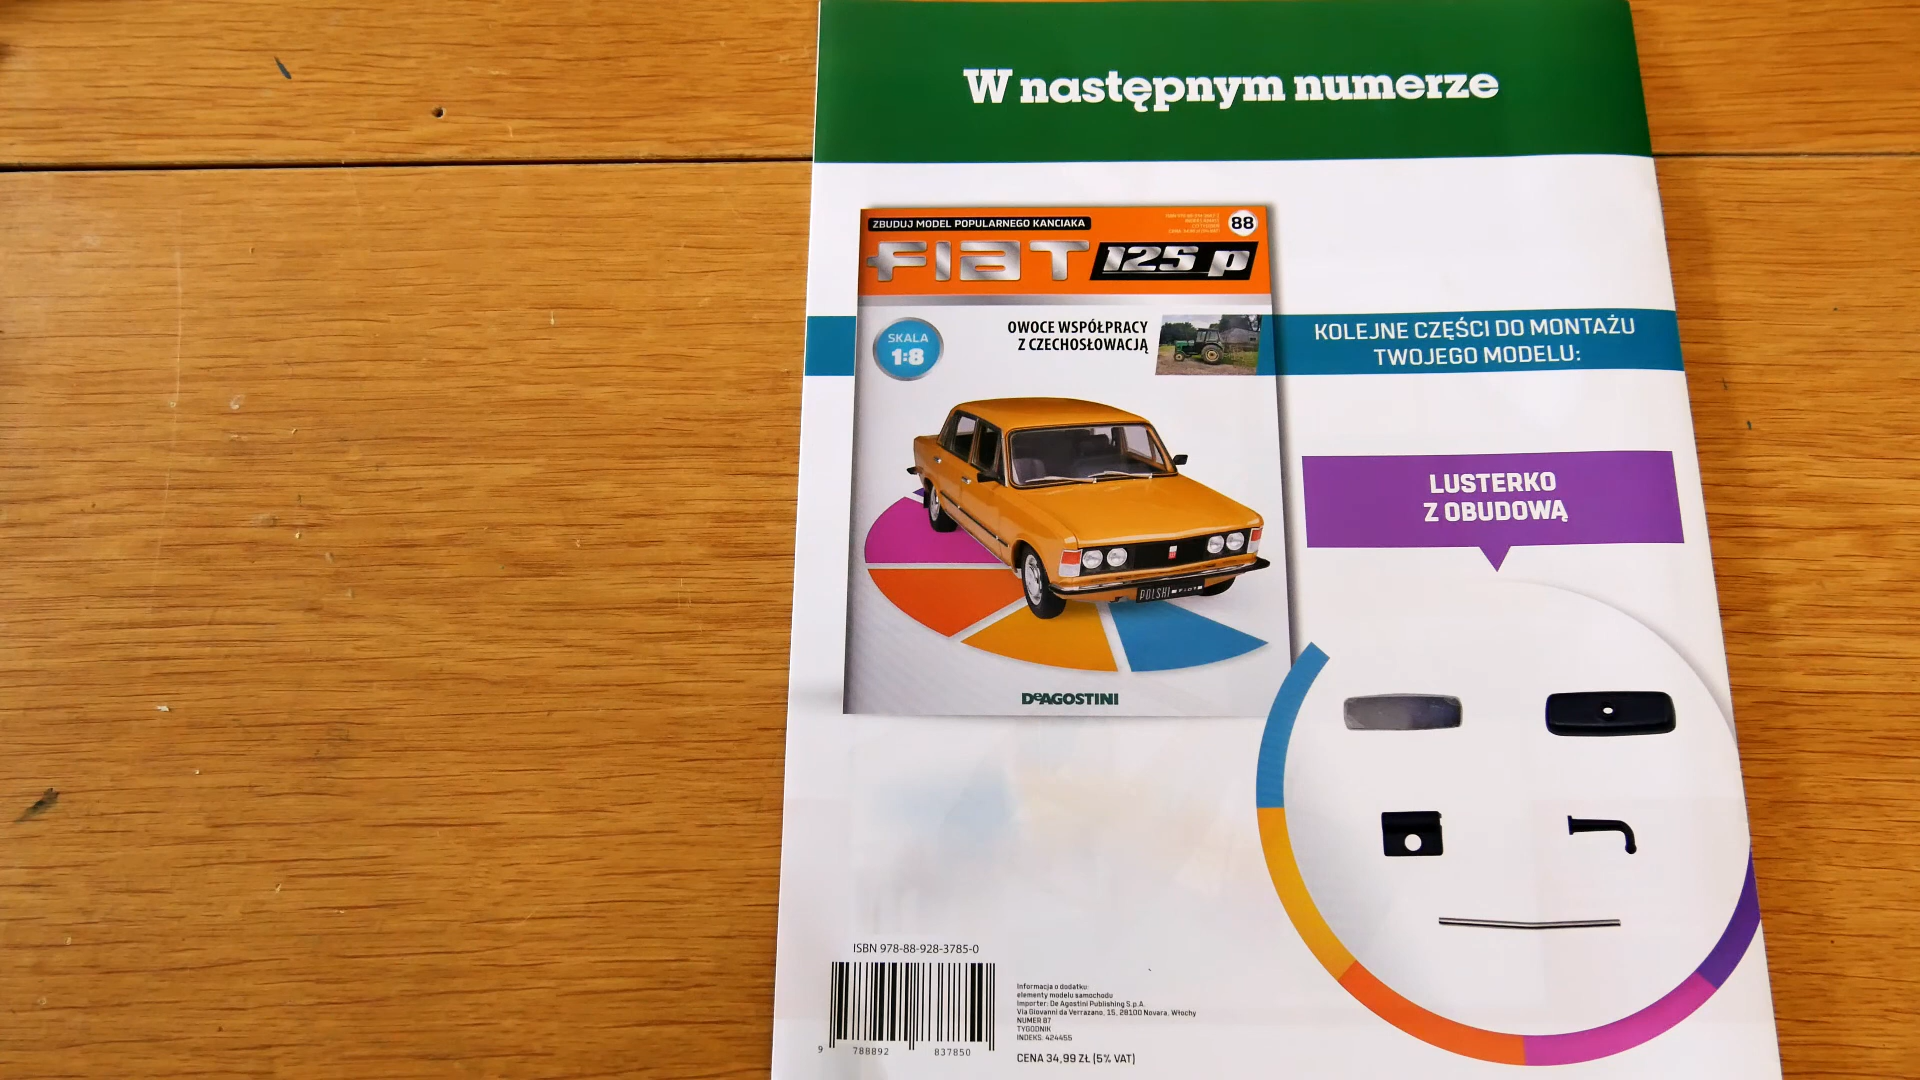 W następnym numerze
ZBUDUJ MODEL POPULARNEGO KANCIAKA
88
FIAT 125 p
SKALA
1:8
OWOCE WSPÓŁPRACY
Z CZECHOSŁOWACJĄ
KOLEJNE CZĘŚCI DO MONTAŻU
TWOJEGO MODELU:
LUSTERKO
Z OBUDOWĄ
POLSKI FIAT
DeAGOSTINI
ISBN 978-88-928-3785-0
9 788892 837850
Informacja o dodatku:
elementy modelu samochodu
Importer: De Agostini Publishing S.p.A.
Via Giovanni da Verrazano, 15, 28100 Novara, Włochy
NUMER 87
TYGODNIK
INDEKS: 424455
CENA 34,99 ZŁ (5% VAT)